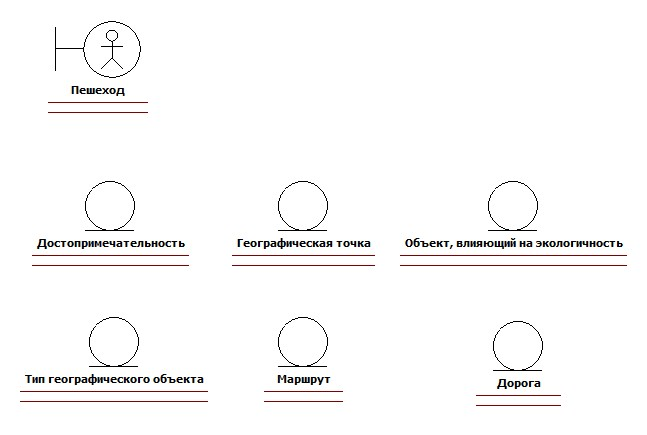 Пешеход
Достопримечательность
Географическая точка
Объект, влияющий на экологичность
Тип географического объекта
Маршрут
Дорога